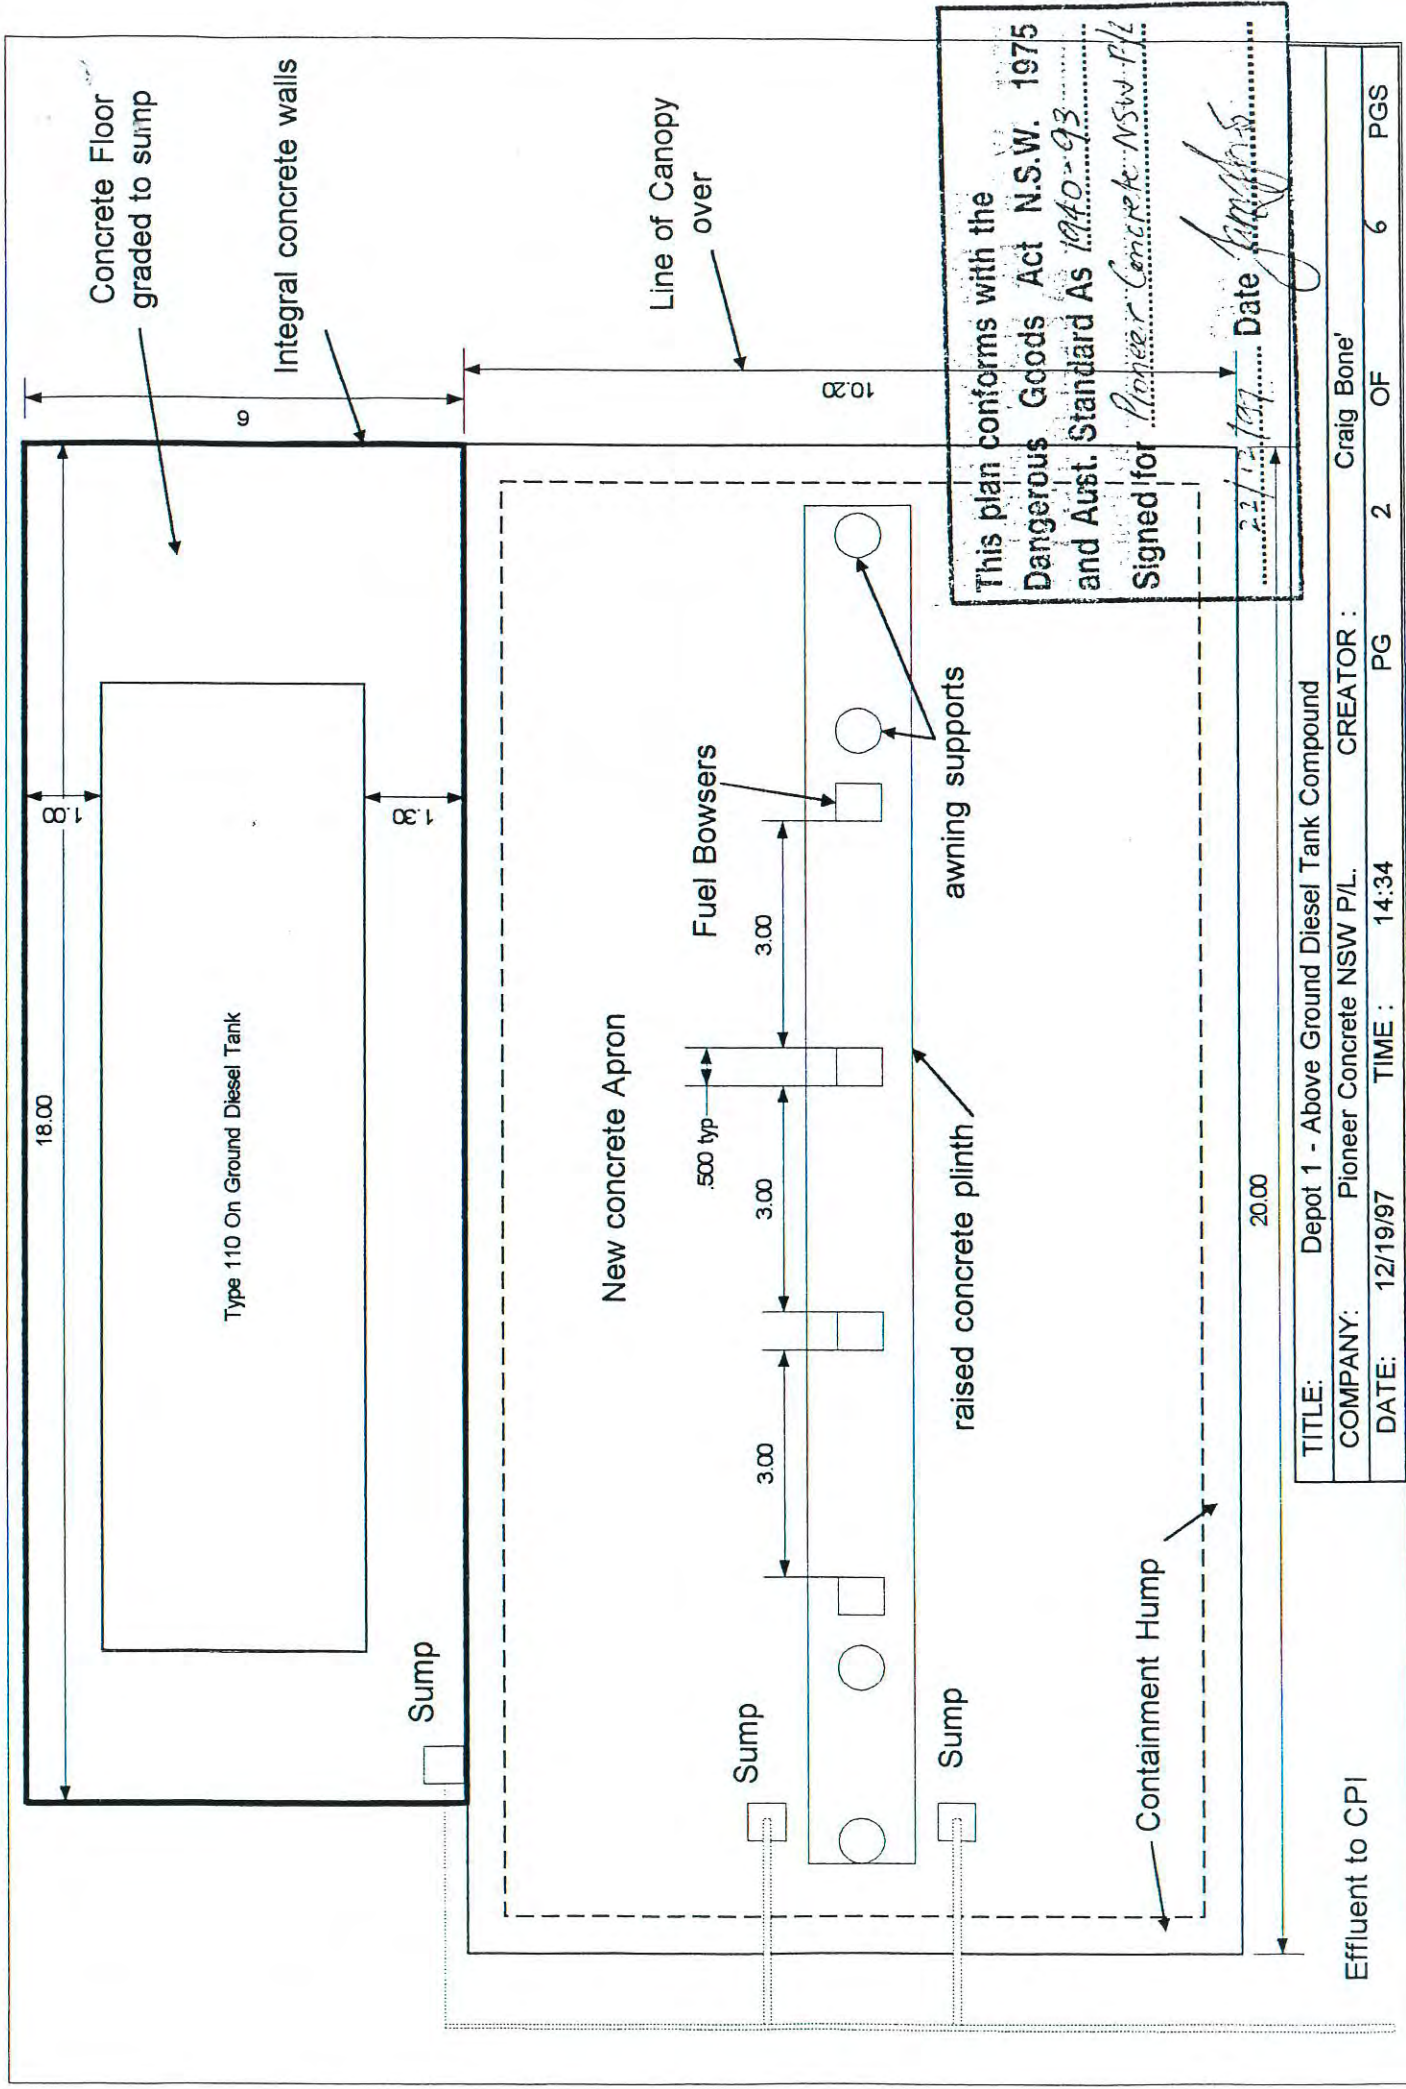 Concrete Floor
graded to sump
Integral concrete walls
18.00
6
1.00
1.30
Type 110 On Ground Diesel Tank
Sump
Line of Canopy
over
10.20
New concrete Apron
Fuel Bowsers
.500 typ
3.00
3.00
3.00
awning supports
raised concrete plinth
Sump
Sump
Containment Hump
20.00
Effluent to CPI
This plan conforms with the
Dangerous Goods Act N.S.W. 1975
and Aust. Standard As 1940-93
Signed for Pioneer Concrete NSW P/L
22/12/97 Date
TITLE: Depot 1 - Above Ground Diesel Tank Compound
COMPANY: Pioneer Concrete NSW P/L. CREATOR : Craig Bone'
DATE: 12/19/97 TIME : 14:34 PG 2 OF 6 PGS